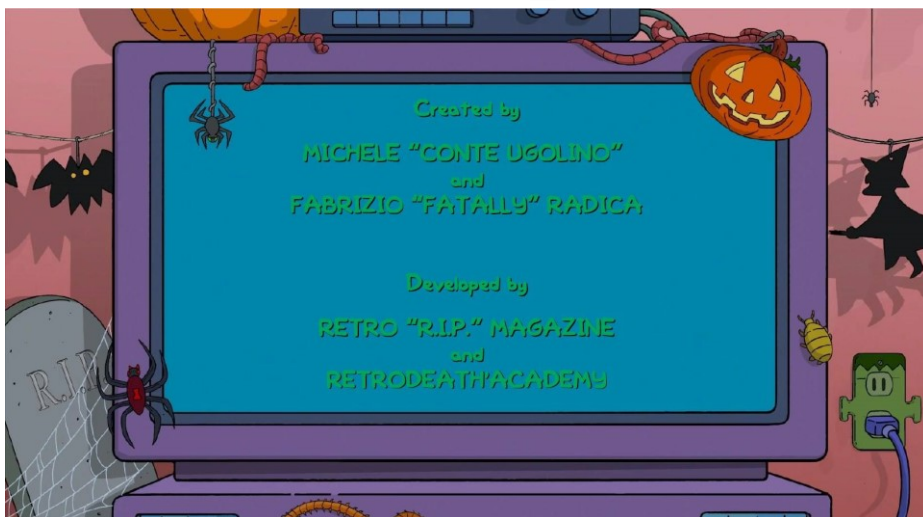 Created by
MICHELE "CONTE UGOLINO"
and
FABRIZIO "FATALLY" RADICA
Developed by
RETRO "R.I.P." MAGAZINE
and
RETRODEATH'ACADEMY
R.I.P